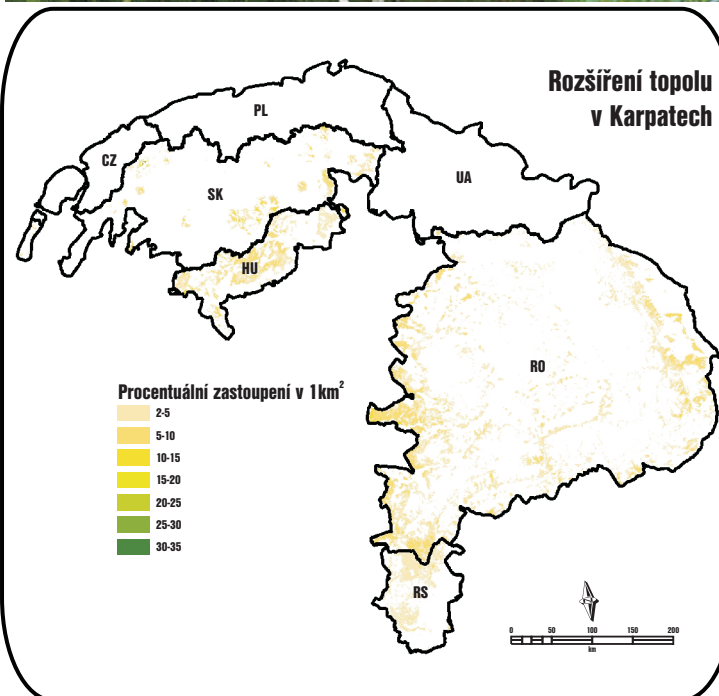 Rozšíření topolu
v Karpatech
PL
CZ
UA
SK
HU
RO
Procentuální zastoupení v 1km²
2-5
5-10
10-15
15-20
20-25
25-30
30-35
RS
0 50 100 150 200
km